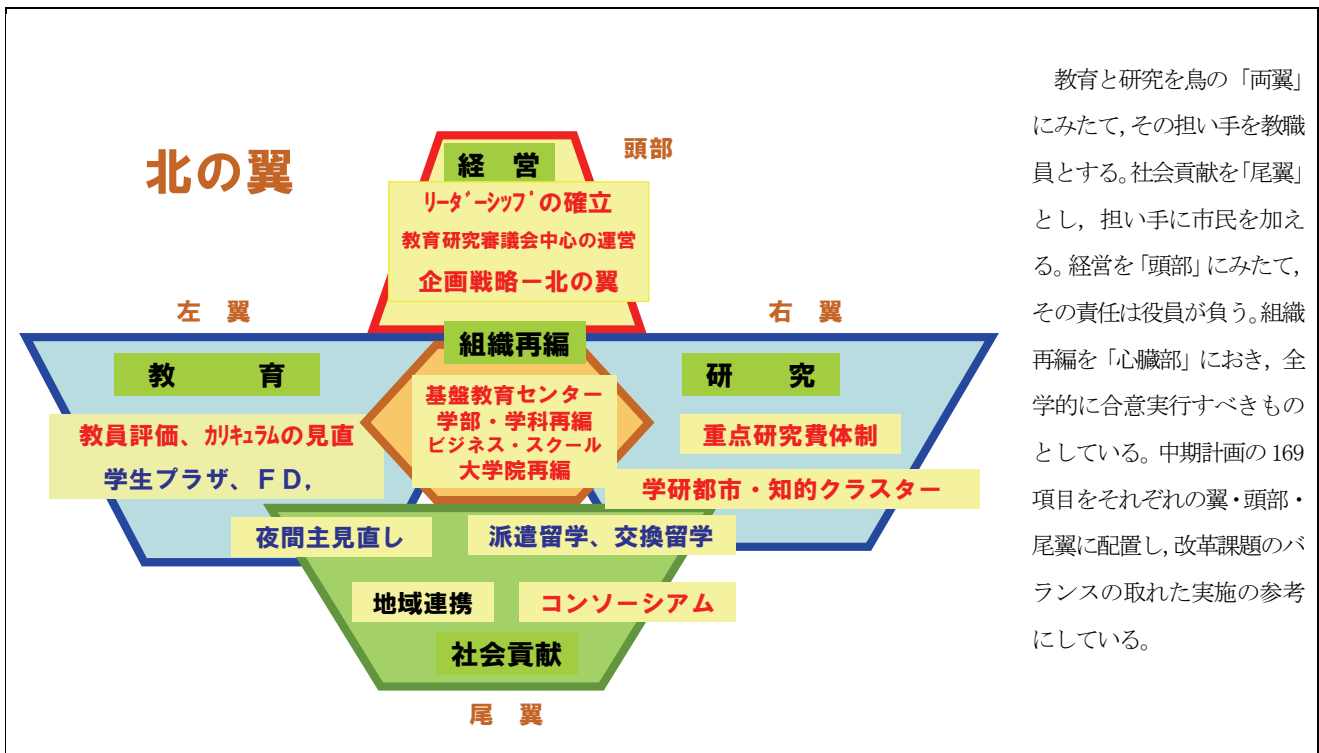 北の翼
頭部
経 営
リーダーシップの確立
教育研究審議会中心の運営
企画戦略ー北の翼
左 翼
右 翼
組織再編
教 育
研 究
基盤教育センター
学部・学科再編
ビジネス・スクール
大学院再編
教員評価、カリキュラムの見直
学生プラザ、ＦＤ，
重点研究費体制
学研都市・知的クラスター
夜間主見直し
派遣留学、交換留学
地域連携
コンソーシアム
社会貢献
尾 翼
教育と研究を鳥の「両翼」
にみたて，その担い手を教職
員とする。社会貢献を「尾翼」
とし，担い手に市民を加え
る。経営を「頭部」にみたて，
その責任は役員が負う。組織
再編を「心臓部」におき，全
学的に合意実行すべきもの
としている。中期計画の 169
項目をそれぞれの翼・頭部・
尾翼に配置し，改革課題のバ
ランスの取れた実施の参考
にしている。